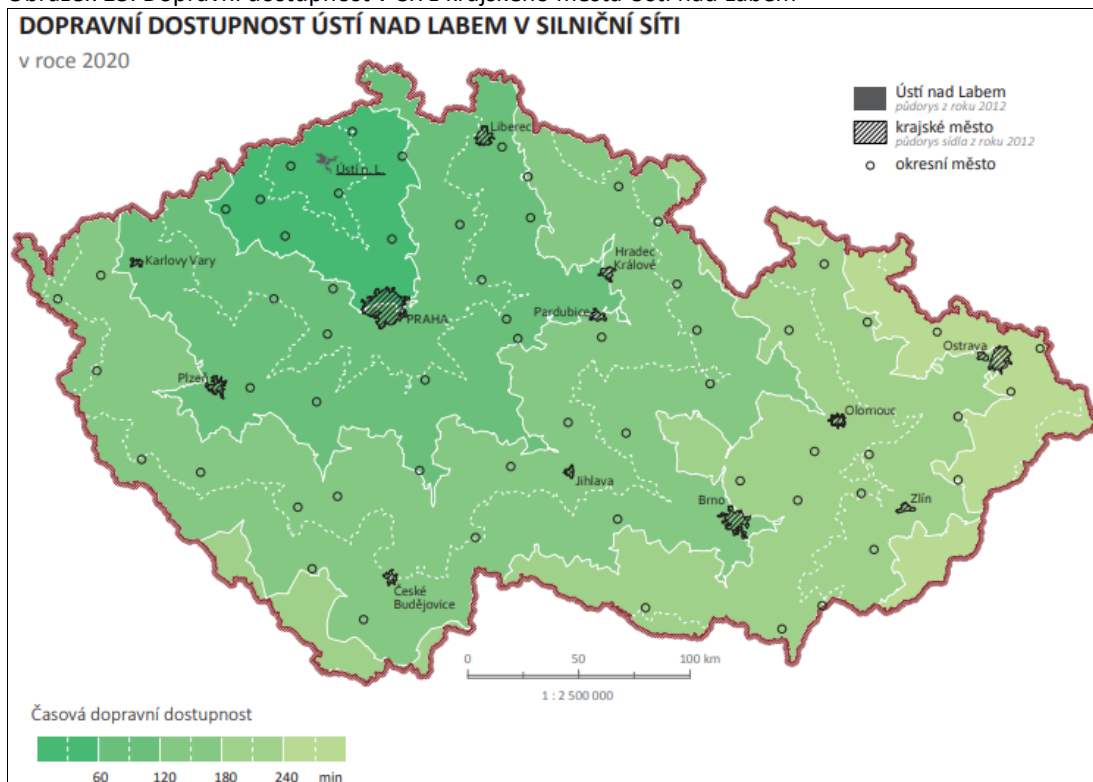 DOPRAVNÍ DOSTUPNOST ÚSTÍ NAD LABEM V SILNIČNÍ SÍTI
v roce 2020
Ústí nad Labem
půdorys z roku 2012
krajské město
půdorys sídla z roku 2012
okresní město
Liberec
Ústí n. L.
Karlovy Vary
Hradec
Králové
PRAHA
Pardubice
Ostrava
Plzeň
Olomouc
Jihlava
Brno
Zlín
České
Budějovice
0 50 100 km
1 : 2 500 000
Časová dopravní dostupnost
60 120 180 240 min